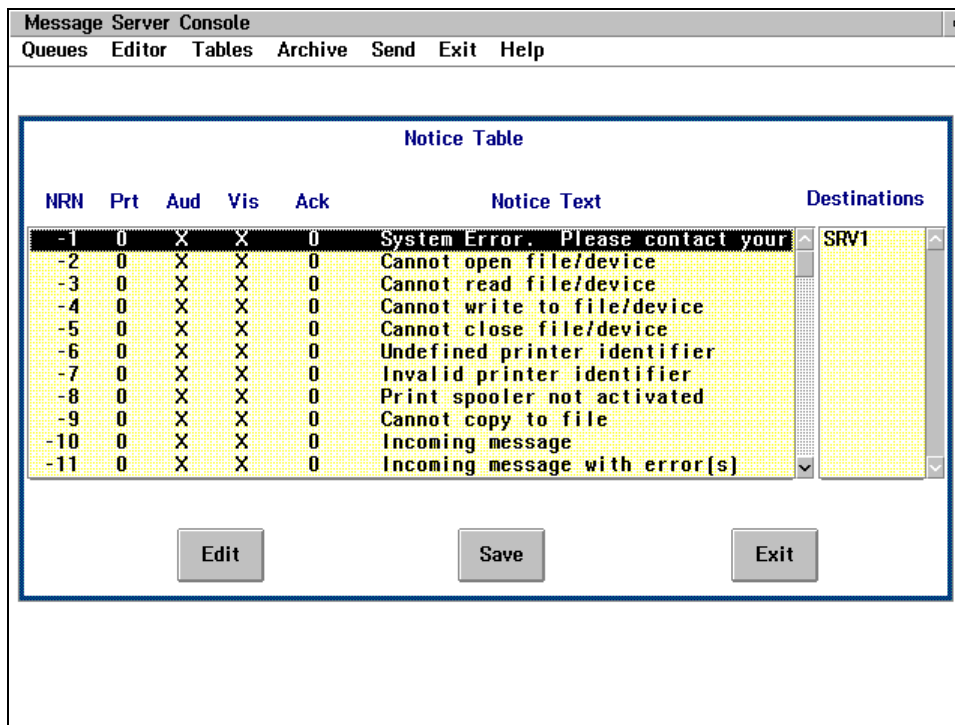 Message Server Console
Queues Editor Tables Archive Send Exit Help
Notice Table
NRN Prt Aud Vis Ack Notice Text Destinations
-1 0 X X 0 System Error. Please contact your SRV1
-2 0 X X 0 Cannot open file/device
-3 0 X X 0 Cannot read file/device
-4 0 X X 0 Cannot write to file/device
-5 0 X X 0 Cannot close file/device
-6 0 X X 0 Undefined printer identifier
-7 0 X X 0 Invalid printer identifier
-8 0 X X 0 Print spooler not activated
-9 0 X X 0 Cannot copy to file
-10 0 X X 0 Incoming message
-11 0 X X 0 Incoming message with error(s)
Edit Save Exit